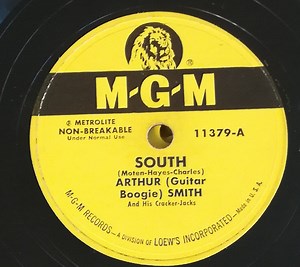 M-G-M
® METROLITE
NON-BREAKABLE
Under Normal Use
11379-A
SOUTH
(Moten-Hayes-Charles)
ARTHUR (Guitar
Boogie) SMITH
And His Cracker-Jacks
M-G-M RECORDS - A DIVISION OF LOEW'S INCORPORATED - Made in U.S.A.